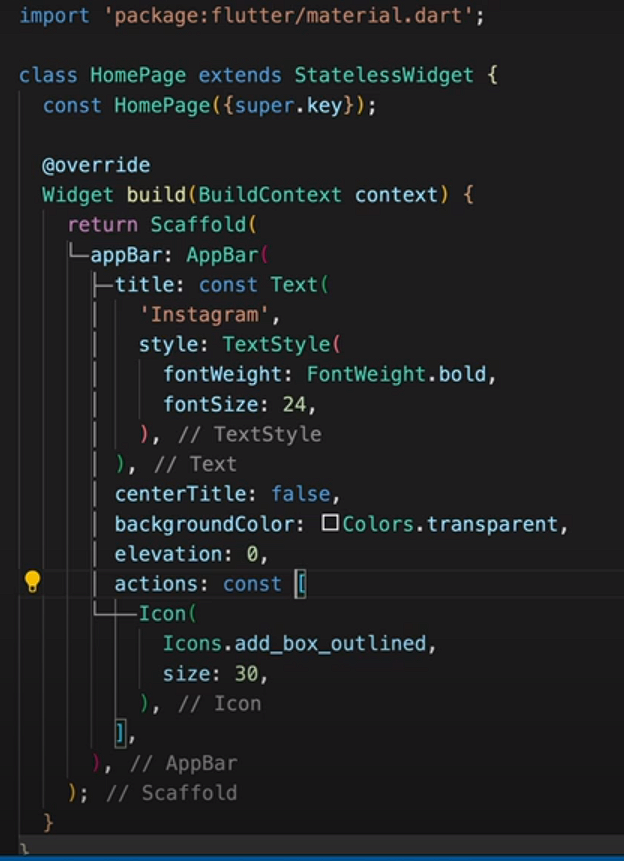 import 'package:flutter/material.dart';
class HomePage extends StatelessWidget {
const HomePage({super.key});
@override
Widget build(BuildContext context) {
return Scaffold(
appBar: AppBar(
title: const Text(
'Instagram',
style: TextStyle(
fontWeight: FontWeight.bold,
fontSize: 24,
), // TextStyle
), // Text
centerTitle: false,
backgroundColor: Colors.transparent,
elevation: 0,
actions: const [
Icon(
Icons.add_box_outlined,
size: 30,
), // Icon
],
), // AppBar
); // Scaffold
}
}